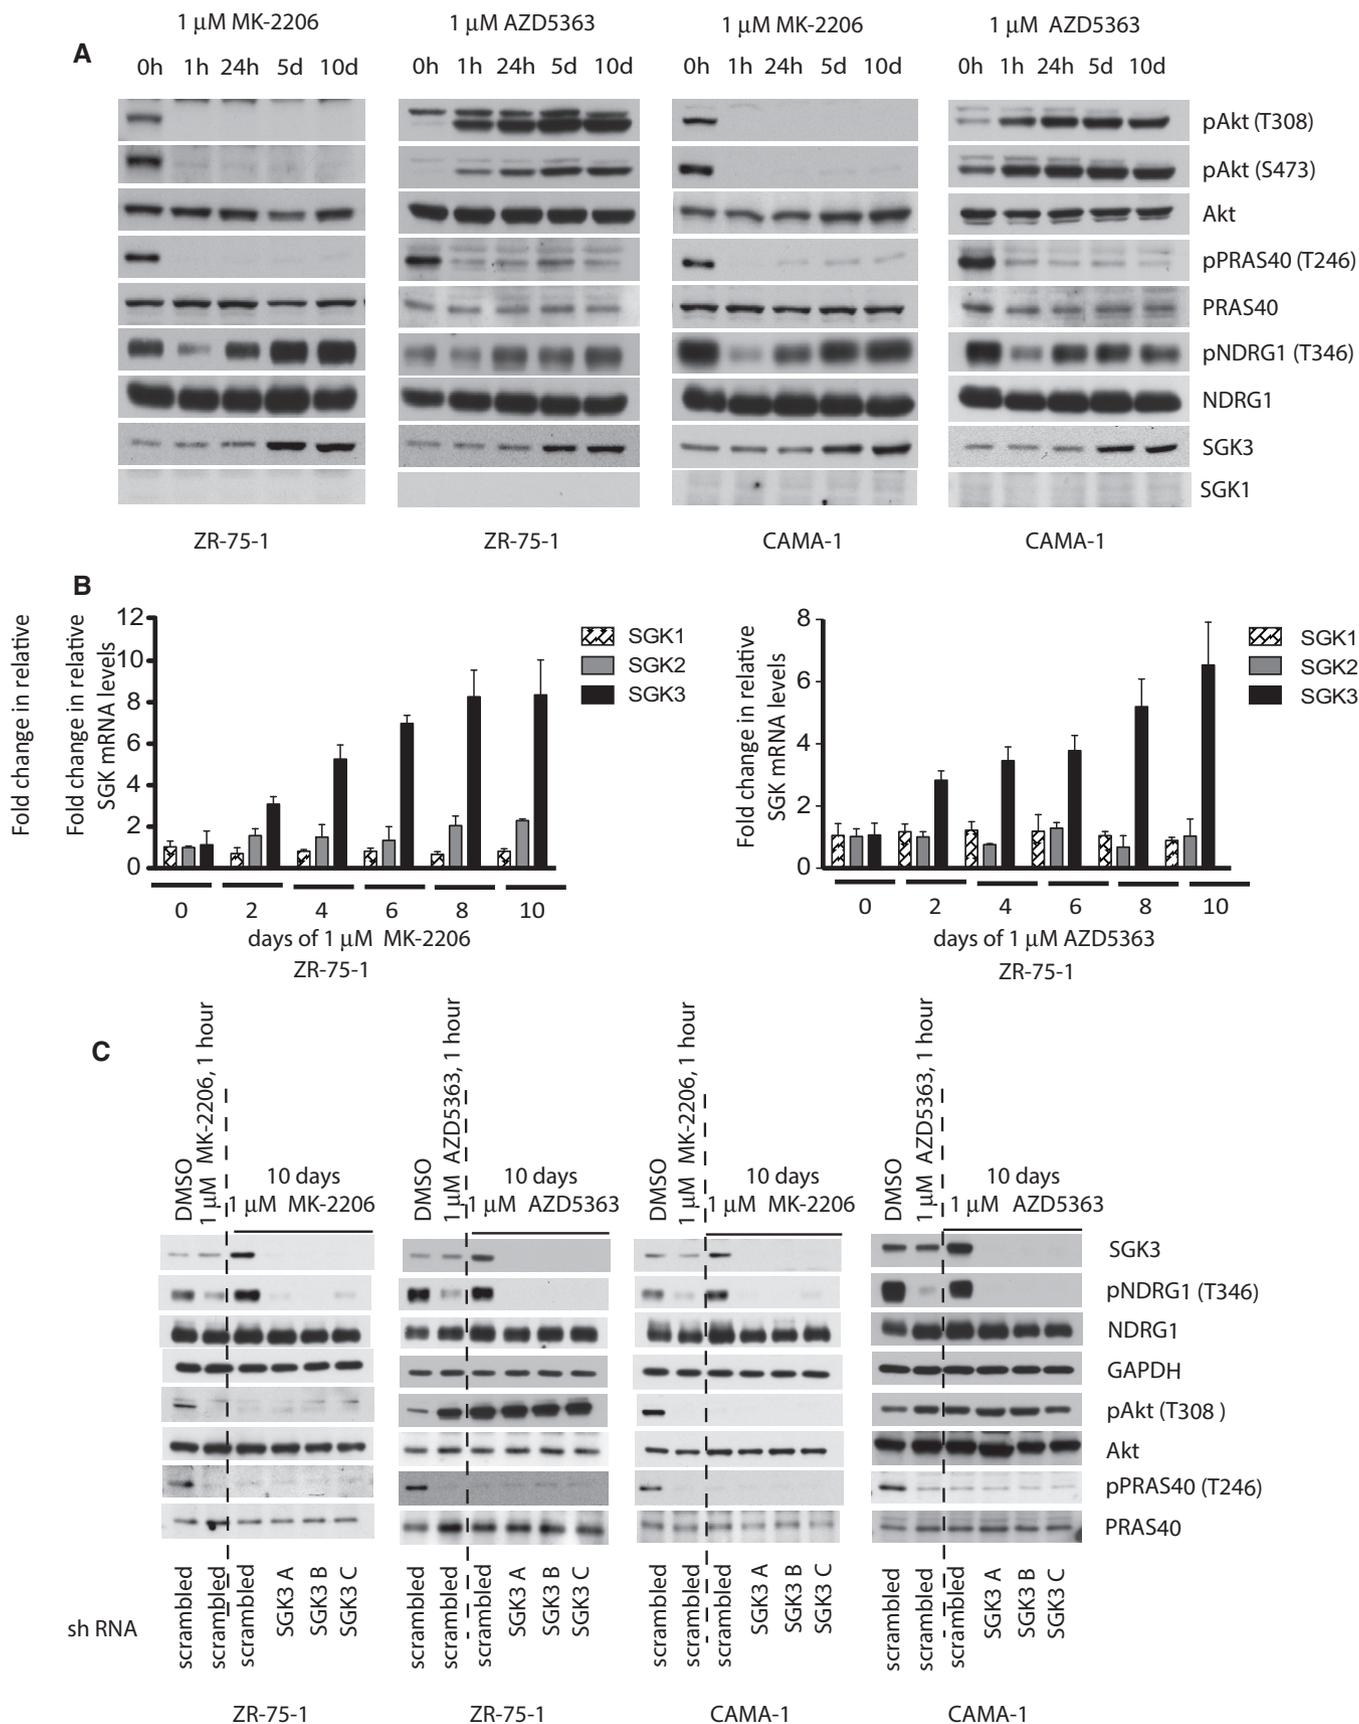 A
1 μM MK-2206
0h 1h 24h 5d 10d
1 μM AZD5363
0h 1h 24h 5d 10d
1 μM MK-2206
0h 1h 24h 5d 10d
1 μM AZD5363
0h 1h 24h 5d 10d
pAkt (T308)
pAkt (S473)
Akt
pPRAS40 (T246)
PRAS40
pNDRG1 (T346)
NDRG1
SGK3
SGK1
ZR-75-1
ZR-75-1
CAMA-1
CAMA-1
B
Fold change in relative
Fold change in relative
SGK mRNA levels
12
10
8
6
4
2
0
SGK1
SGK2
SGK3
0 2 4 6 8 10
days of 1 μM MK-2206
ZR-75-1
Fold change in relative
SGK mRNA levels
8
6
4
2
0
SGK1
SGK2
SGK3
0 2 4 6 8 10
days of 1 μM AZD5363
ZR-75-1
C
DMSO
1 μM MK-2206, 1 hour
10 days
1 μM MK-2206
DMSO
1 μM AZD5363, 1 hour
10 days
1 μM AZD5363
DMSO
1 μM MK-2206, 1 hour
10 days
1 μM MK-2206
DMSO
1 μM AZD5363, 1 hour
10 days
1 μM AZD5363
SGK3
pNDRG1 (T346)
NDRG1
GAPDH
pAkt (T308 )
Akt
pPRAS40 (T246)
PRAS40
sh RNA
scrambled
scrambled
scrambled
SGK3 A
SGK3 B
SGK3 C
scrambled
scrambled
scrambled
SGK3 A
SGK3 B
SGK3 C
scrambled
scrambled
scrambled
SGK3 A
SGK3 B
SGK3 C
scrambled
scrambled
scrambled
SGK3 A
SGK3 B
SGK3 C
ZR-75-1
ZR-75-1
CAMA-1
CAMA-1